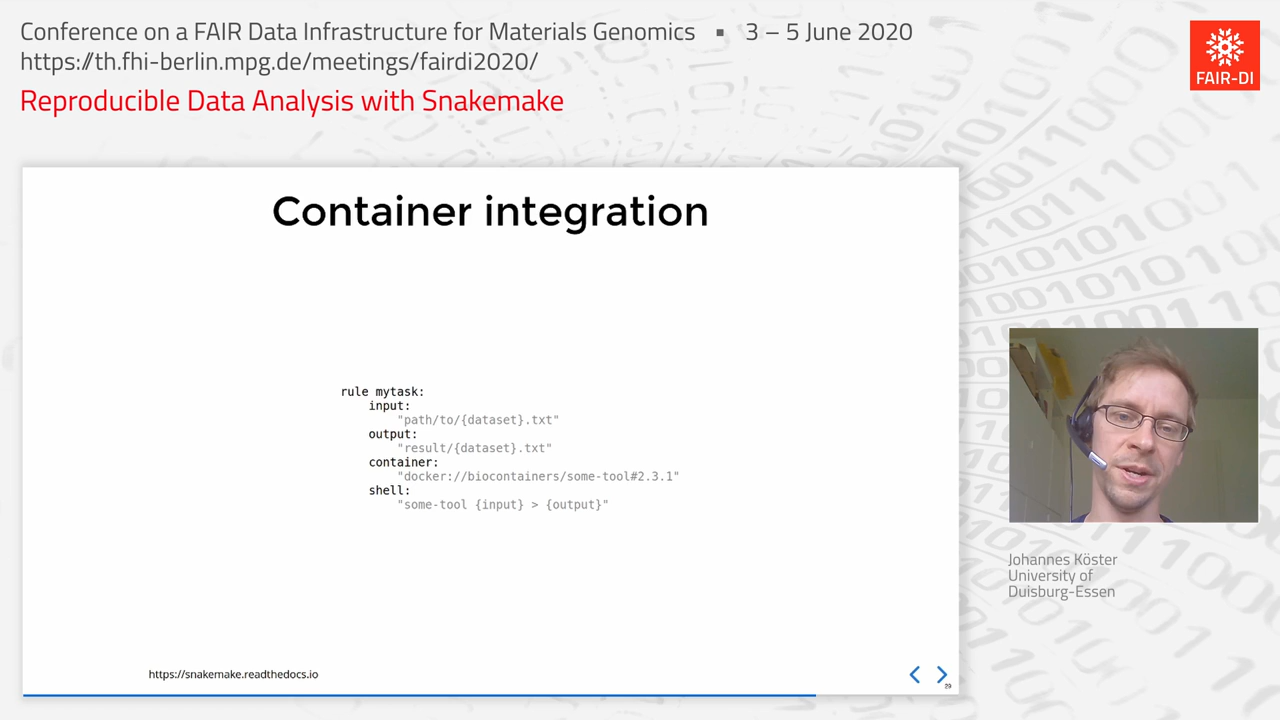 Conference on a FAIR Data Infrastructure for Materials Genomics ▪ 3 – 5 June 2020
https://th.fhi-berlin.mpg.de/meetings/fairdi2020/
Reproducible Data Analysis with Snakemake
FAIR-DI
Container integration
rule mytask:
    input:
        "path/to/{dataset}.txt"
    output:
        "result/{dataset}.txt"
    container:
        "docker://biocontainers/some-tool#2.3.1"
    shell:
        "some-tool {input} > {output}"
Johannes Köster
University of
Duisburg-Essen
https://snakemake.readthedocs.io
29